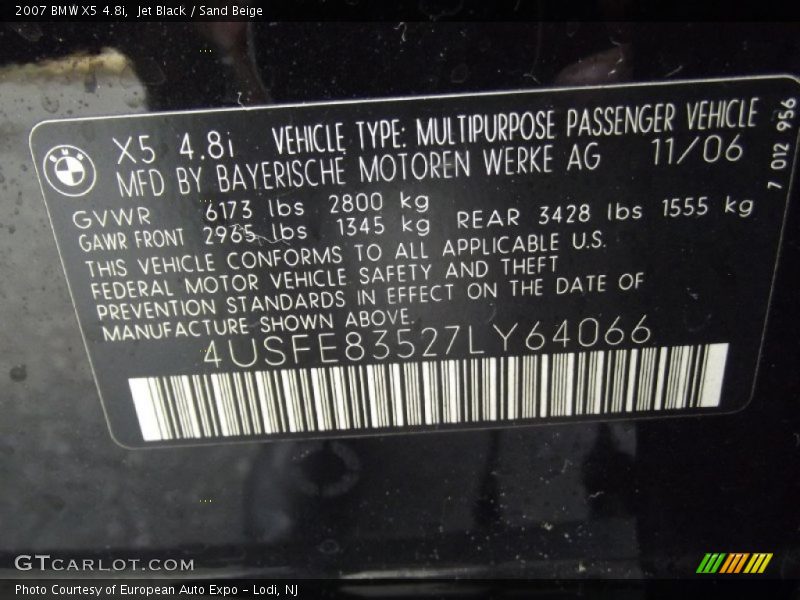 2007 BMW X5 4.8i, Jet Black / Sand Beige
BMW
X5 4.8i VEHICLE TYPE: MULTIPURPOSE PASSENGER VEHICLE
MFD BY BAYERISCHE MOTOREN WERKE AG 11/06
7 012 956
GVWR 6173 lbs 2800 kg
GAWR FRONT 2965 lbs 1345 kg REAR 3428 lbs 1555 kg
THIS VEHICLE CONFORMS TO ALL APPLICABLE U.S.
FEDERAL MOTOR VEHICLE SAFETY AND THEFT
PREVENTION STANDARDS IN EFFECT ON THE DATE OF
MANUFACTURE SHOWN ABOVE.
4USFE83527LY64066
GTCARLOT.COM
Photo Courtesy of European Auto Expo - Lodi, NJ